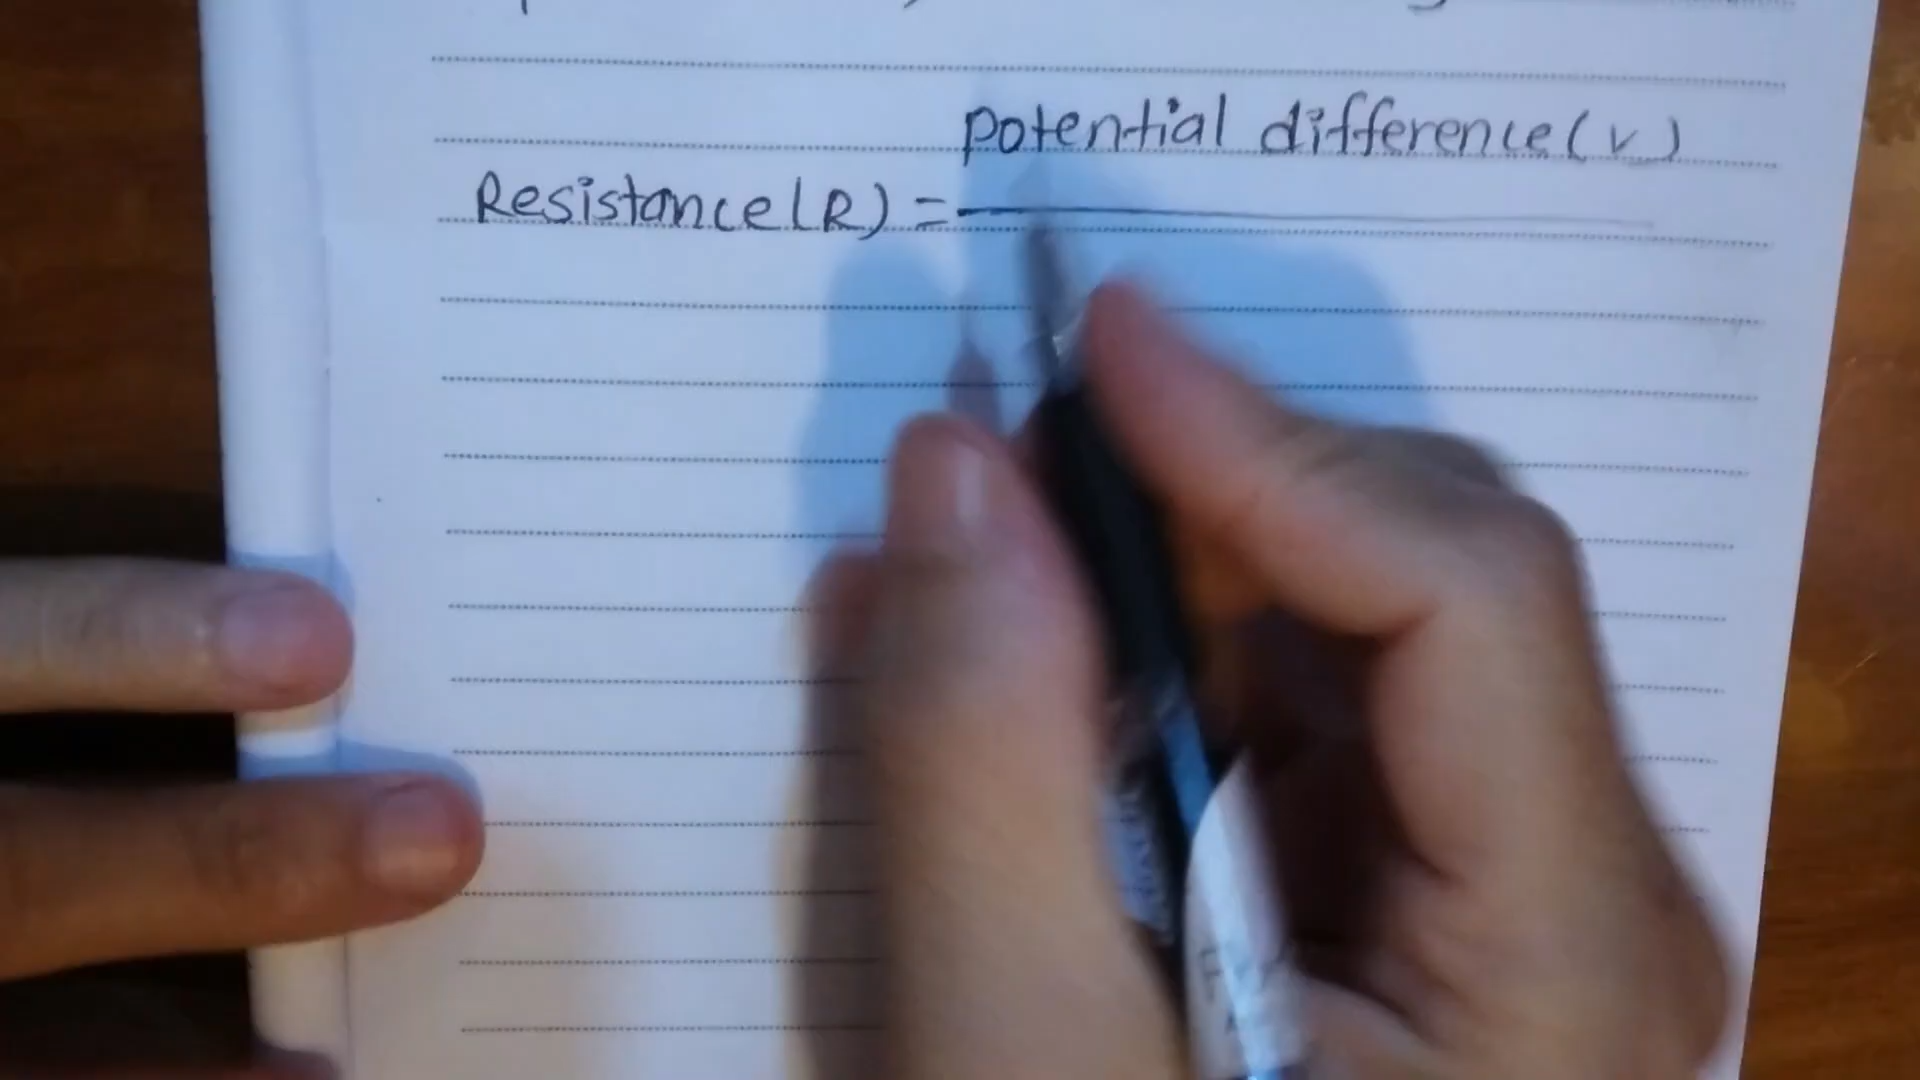 potential difference(v)
Resistance(R) =